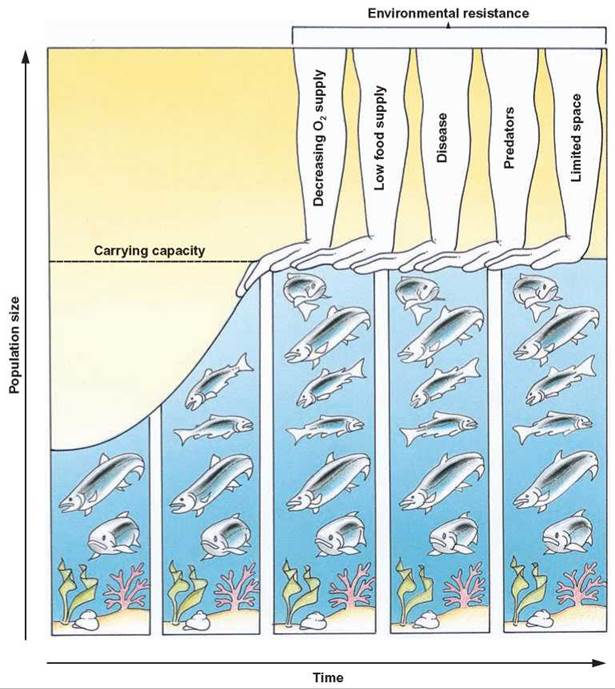 Environmental resistance
Decreasing O₂ supply
Low food supply
Disease
Predators
Limited space
Carrying capacity
Population size
Time